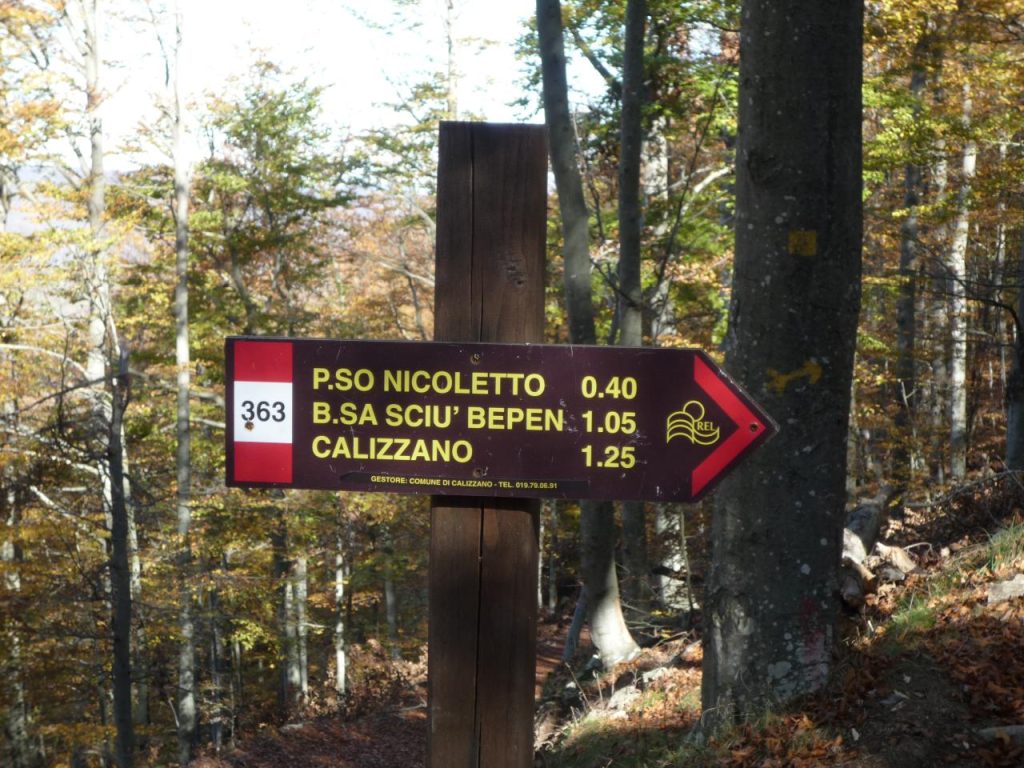 363
P.SO NICOLETTO 0.40
B.SA SCIU' BEPEN 1.05
CALIZZANO 1.25
REL
GESTORE: COMUNE DI CALIZZANO - TEL. 019.79.06.91